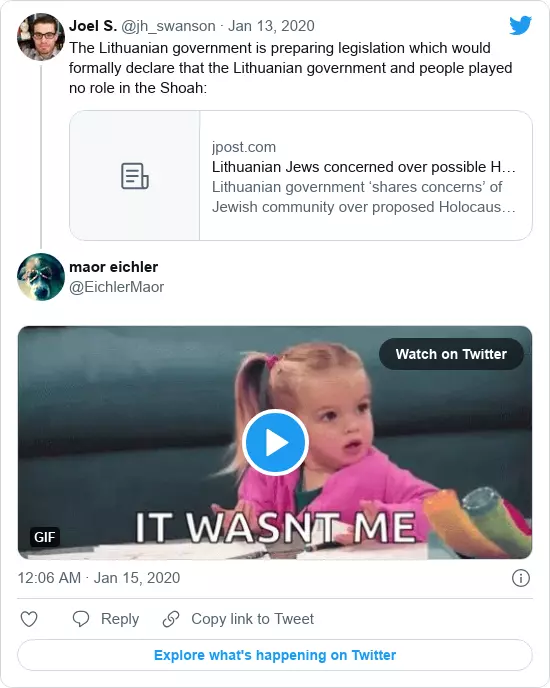 Joel S. @jh_swanson · Jan 13, 2020
The Lithuanian government is preparing legislation which would
formally declare that the Lithuanian government and people played
no role in the Shoah:
jpost.com
Lithuanian Jews concerned over possible H…
Lithuanian government ‘shares concerns’ of
Jewish community over proposed Holocaus…
maor eichler
@EichlerMaor
Watch on Twitter
IT WASNT ME
GIF
12:06 AM · Jan 15, 2020
Reply
Copy link to Tweet
Explore what's happening on Twitter